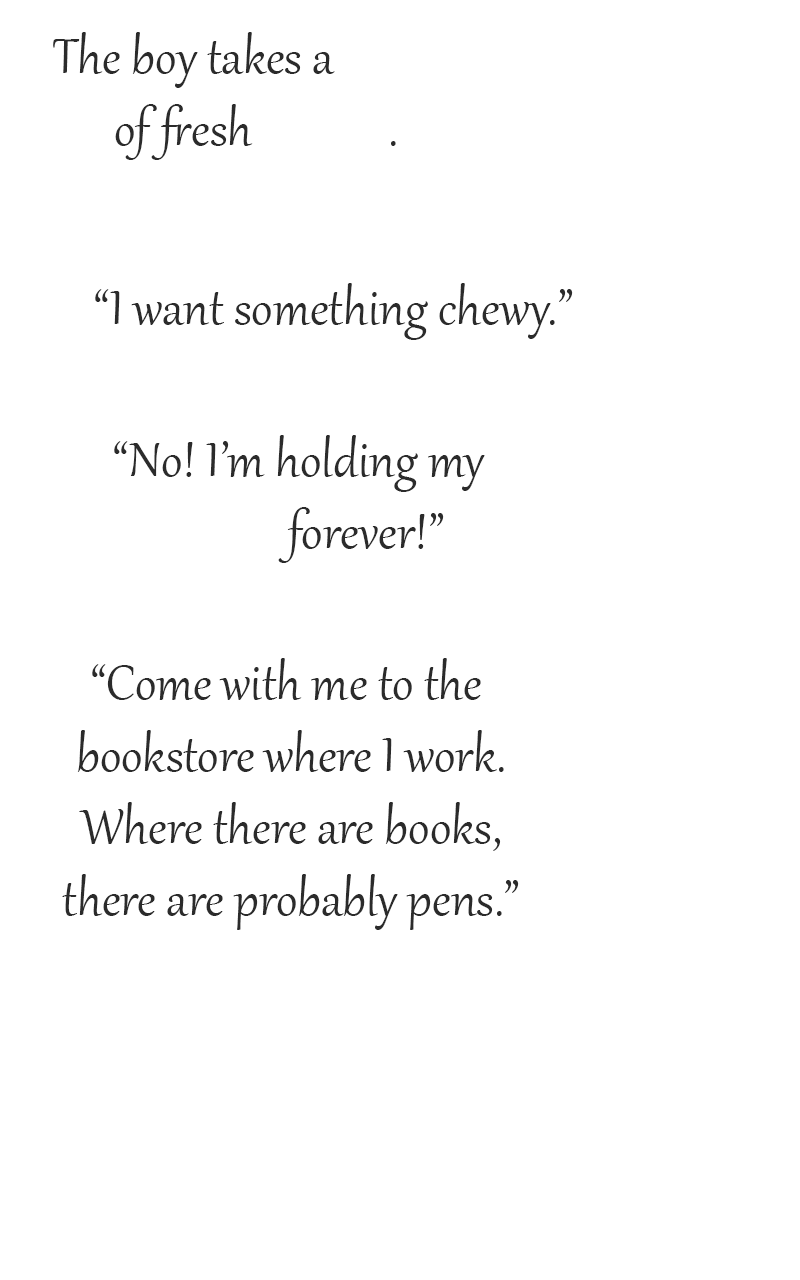 The boy takes a
of fresh .
“I want something chewy.”
“No! I’m holding my
forever!”
“Come with me to the
bookstore where I work.
Where there are books,
there are probably pens.”